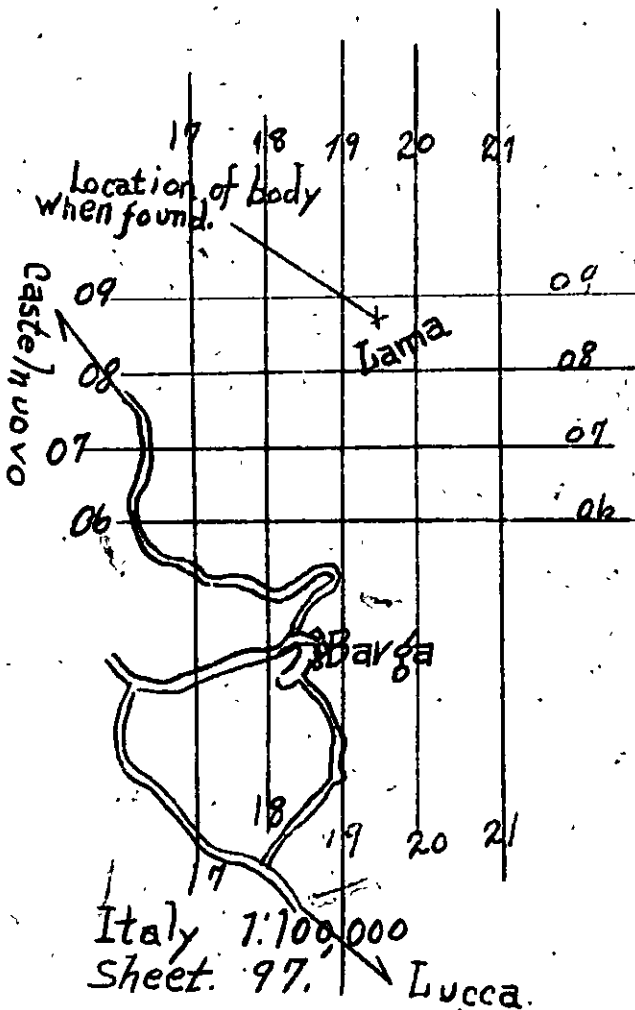 17 18 19 20 21
Location of body
when found.
Castelnuovo
09 09
Lama
08 08
07 07
06 06
Barga
18 19 20 21
7
Italy 1:100,000
Sheet. 97.
Lucca.